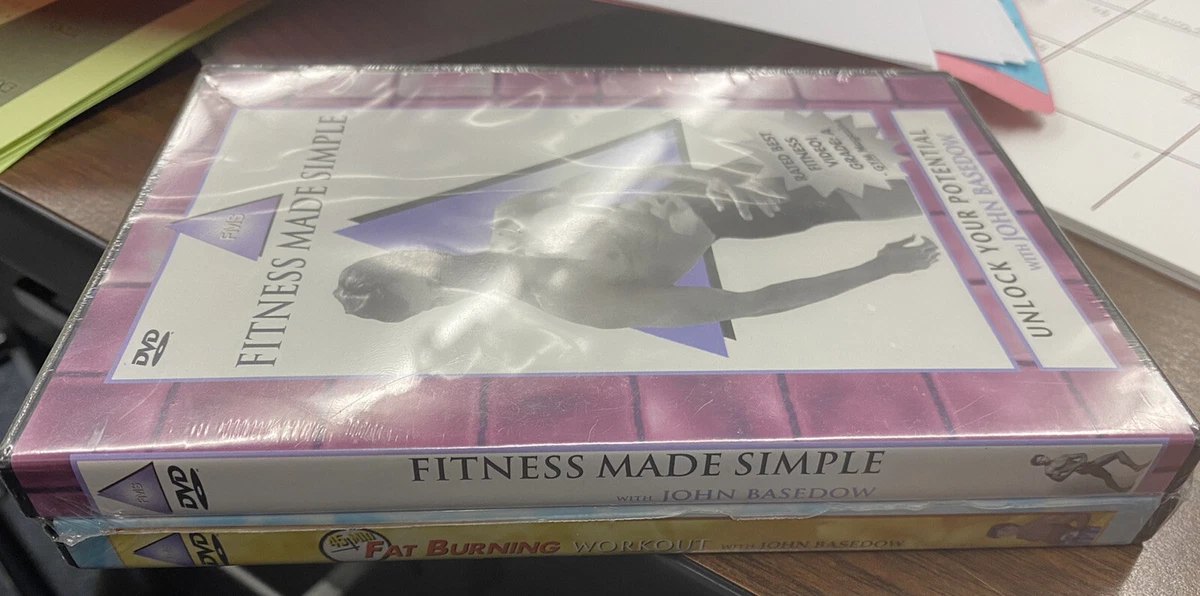 FMS
DVD
FITNESS MADE SIMPLE
RATED BEST
FITNESS
VIDEO!
GRADE: A
UNLOCK YOUR POTENTIAL
WITH JOHN BASEDOW
FMS
DVD
FITNESS MADE SIMPLE
WITH JOHN BASEDOW
DVD
45 MIN
FAT BURNING WORKOUT WITH JOHN BASEDOW